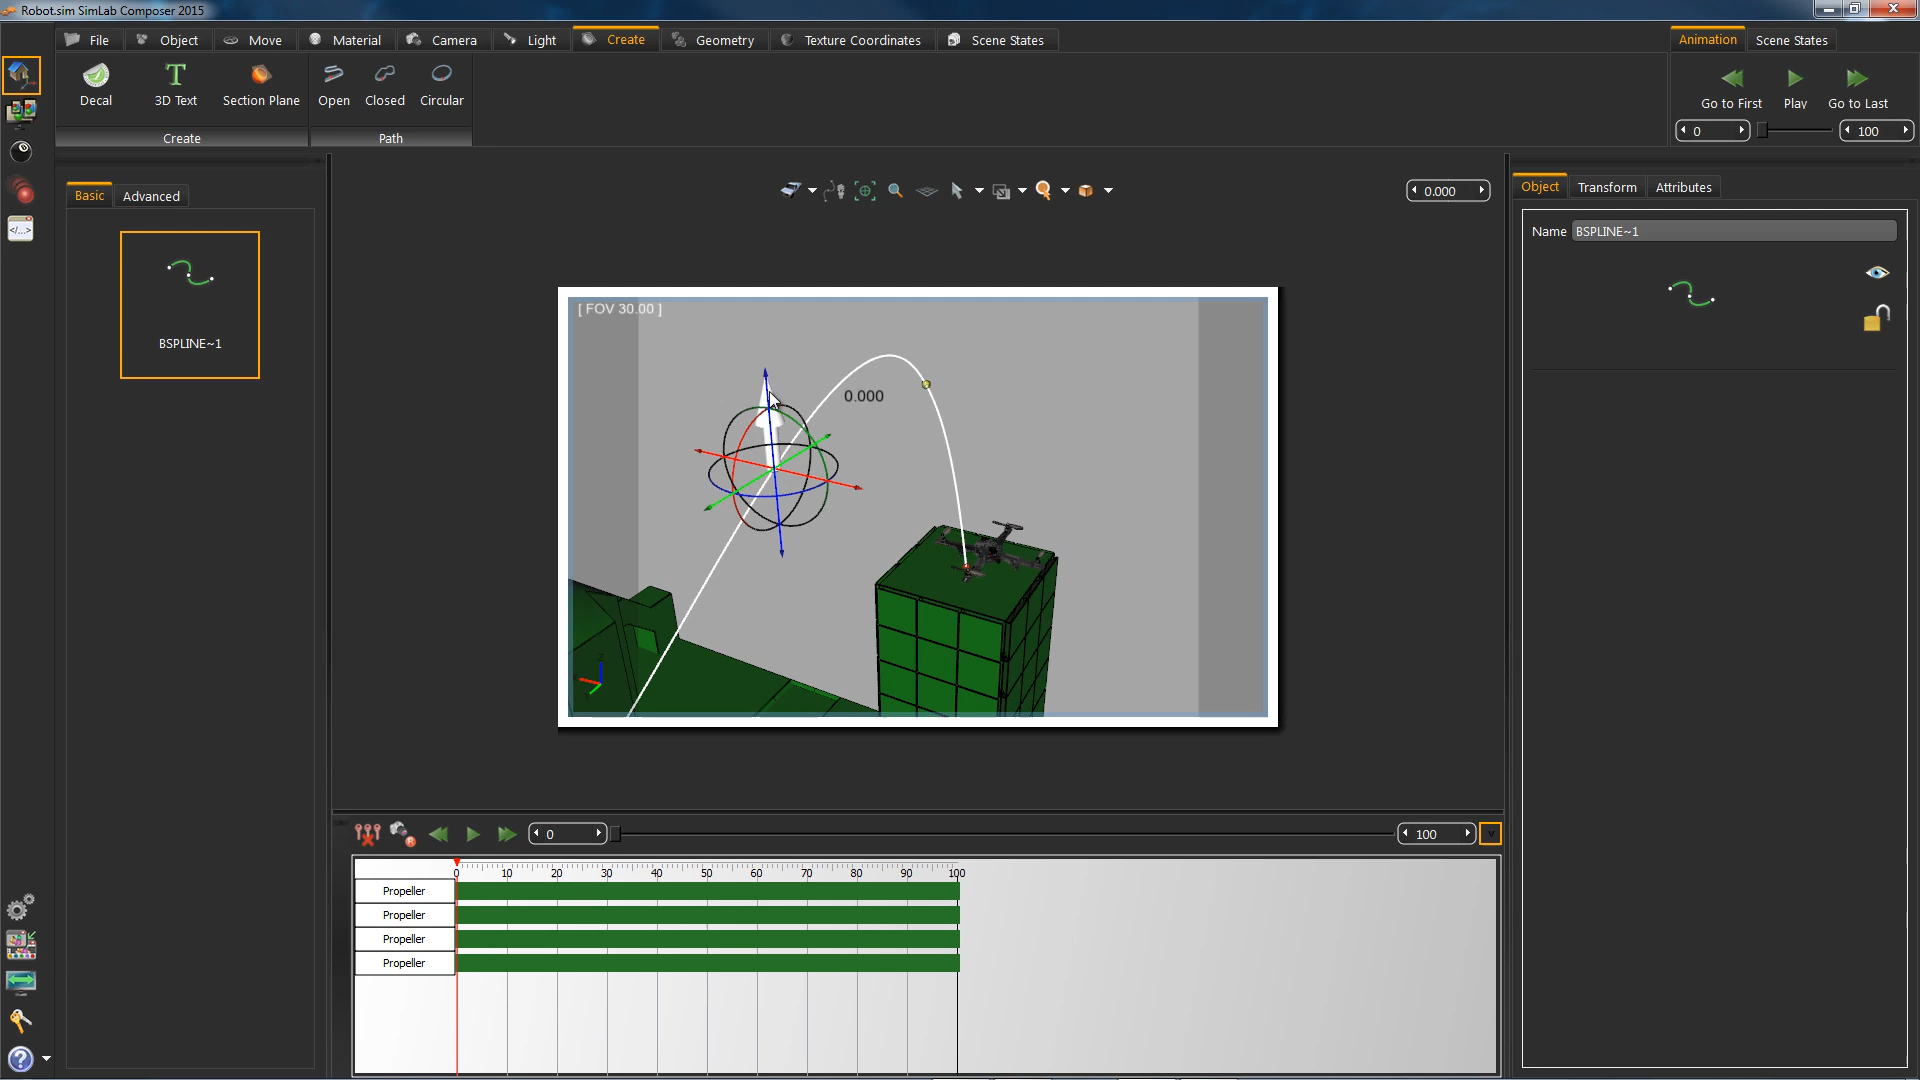 Robot.sim SimLab Composer 2015
File Object Move Material Camera Light Create Geometry Texture Coordinates Scene States
Animation Scene States
Decal 3D Text Section Plane Open Closed Circular
Go to First Play Go to Last
Create Path
0 100
Basic Advanced
0.000
Object Transform Attributes
Name BSPLINE~1
[ FOV 30.00 ]
BSPLINE~1
0.000
Z
0 100 v
0 10 20 30 40 50 60 70 80 90 100
Propeller
Propeller
Propeller
Propeller